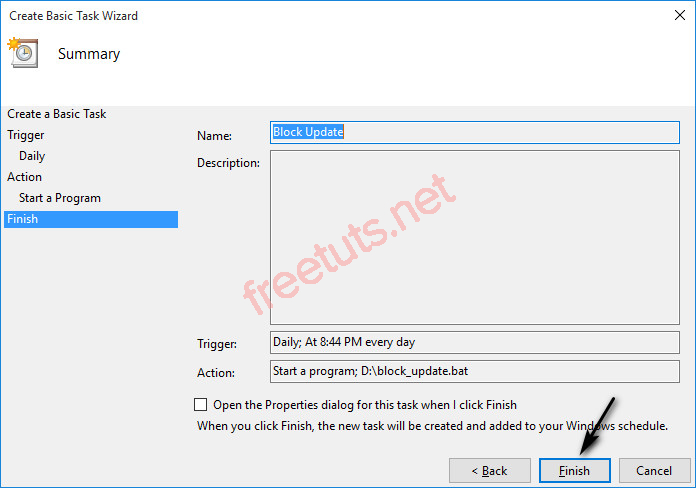 Create Basic Task Wizard
Summary
Create a Basic Task
Trigger
Daily
Action
Start a Program
Finish
Name: Block Update
Description:
freetuts.net
Trigger: Daily; At 8:44 PM every day
Action: Start a program; D:\block_update.bat
Open the Properties dialog for this task when I click Finish
When you click Finish, the new task will be created and added to your Windows schedule.
< Back Finish Cancel